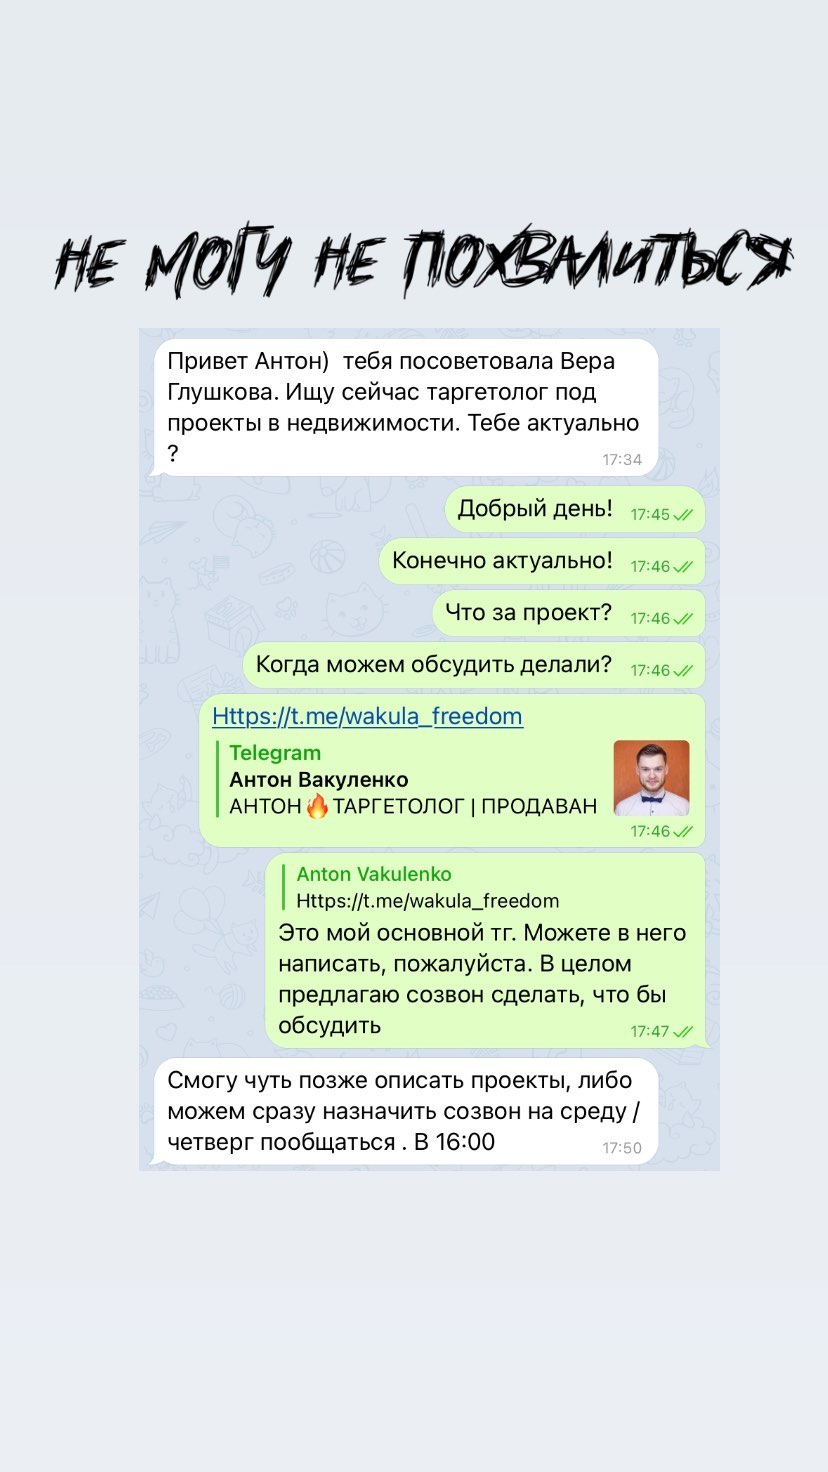 НЕ МОГУ НЕ ПОХВАЛИТЬСЯ
Привет Антон)  тебя посоветовала Вера
Глушкова. Ищу сейчас таргетолог под
проекты в недвижимости. Тебе актуально
?
17:34
Добрый день!
17:45
Конечно актуально!
17:46
Что за проект?
17:46
Когда можем обсудить делали?
17:46
Https://t.me/wakula_freedom
Telegram
Антон Вакуленко
АНТОН🔥ТАРГЕТОЛОГ | ПРОДАВАН
17:46
Anton Vakulenko
Https://t.me/wakula_freedom
Это мой основной тг. Можете в него
написать, пожалуйста. В целом
предлагаю созвон сделать, что бы
обсудить
17:47
Смогу чуть позже описать проекты, либо
можем сразу назначить созвон на среду /
четверг пообщаться . В 16:00
17:50